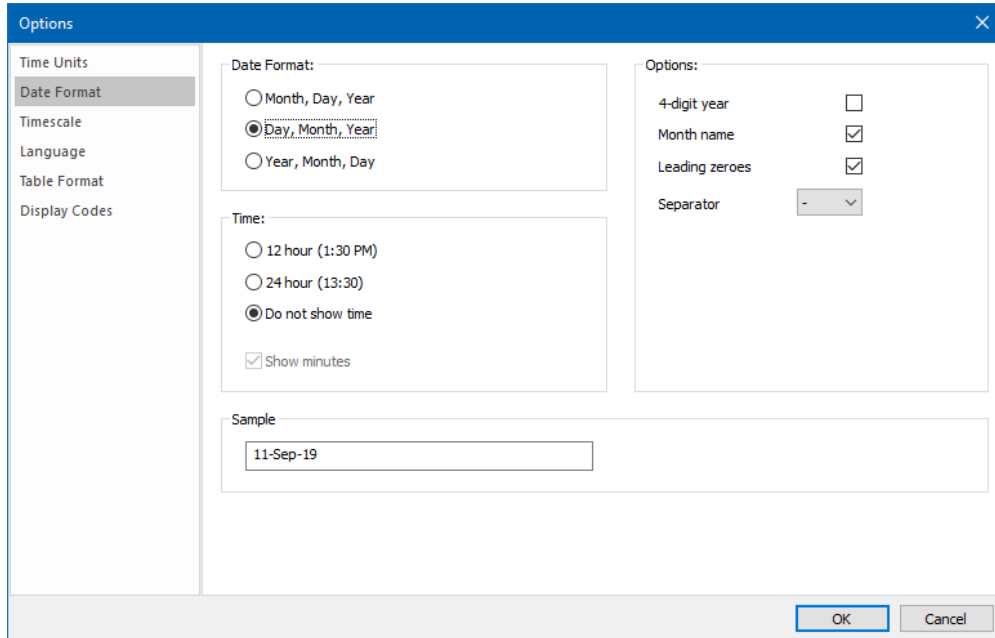 Options
Time Units
Date Format
Timescale
Language
Table Format
Display Codes
Date Format:
Month, Day, Year
Day, Month, Year
Year, Month, Day
Time:
12 hour (1:30 PM)
24 hour (13:30)
Do not show time
Show minutes
Options:
4-digit year
Month name
Leading zeroes
Separator -
Sample
11-Sep-19
OK Cancel